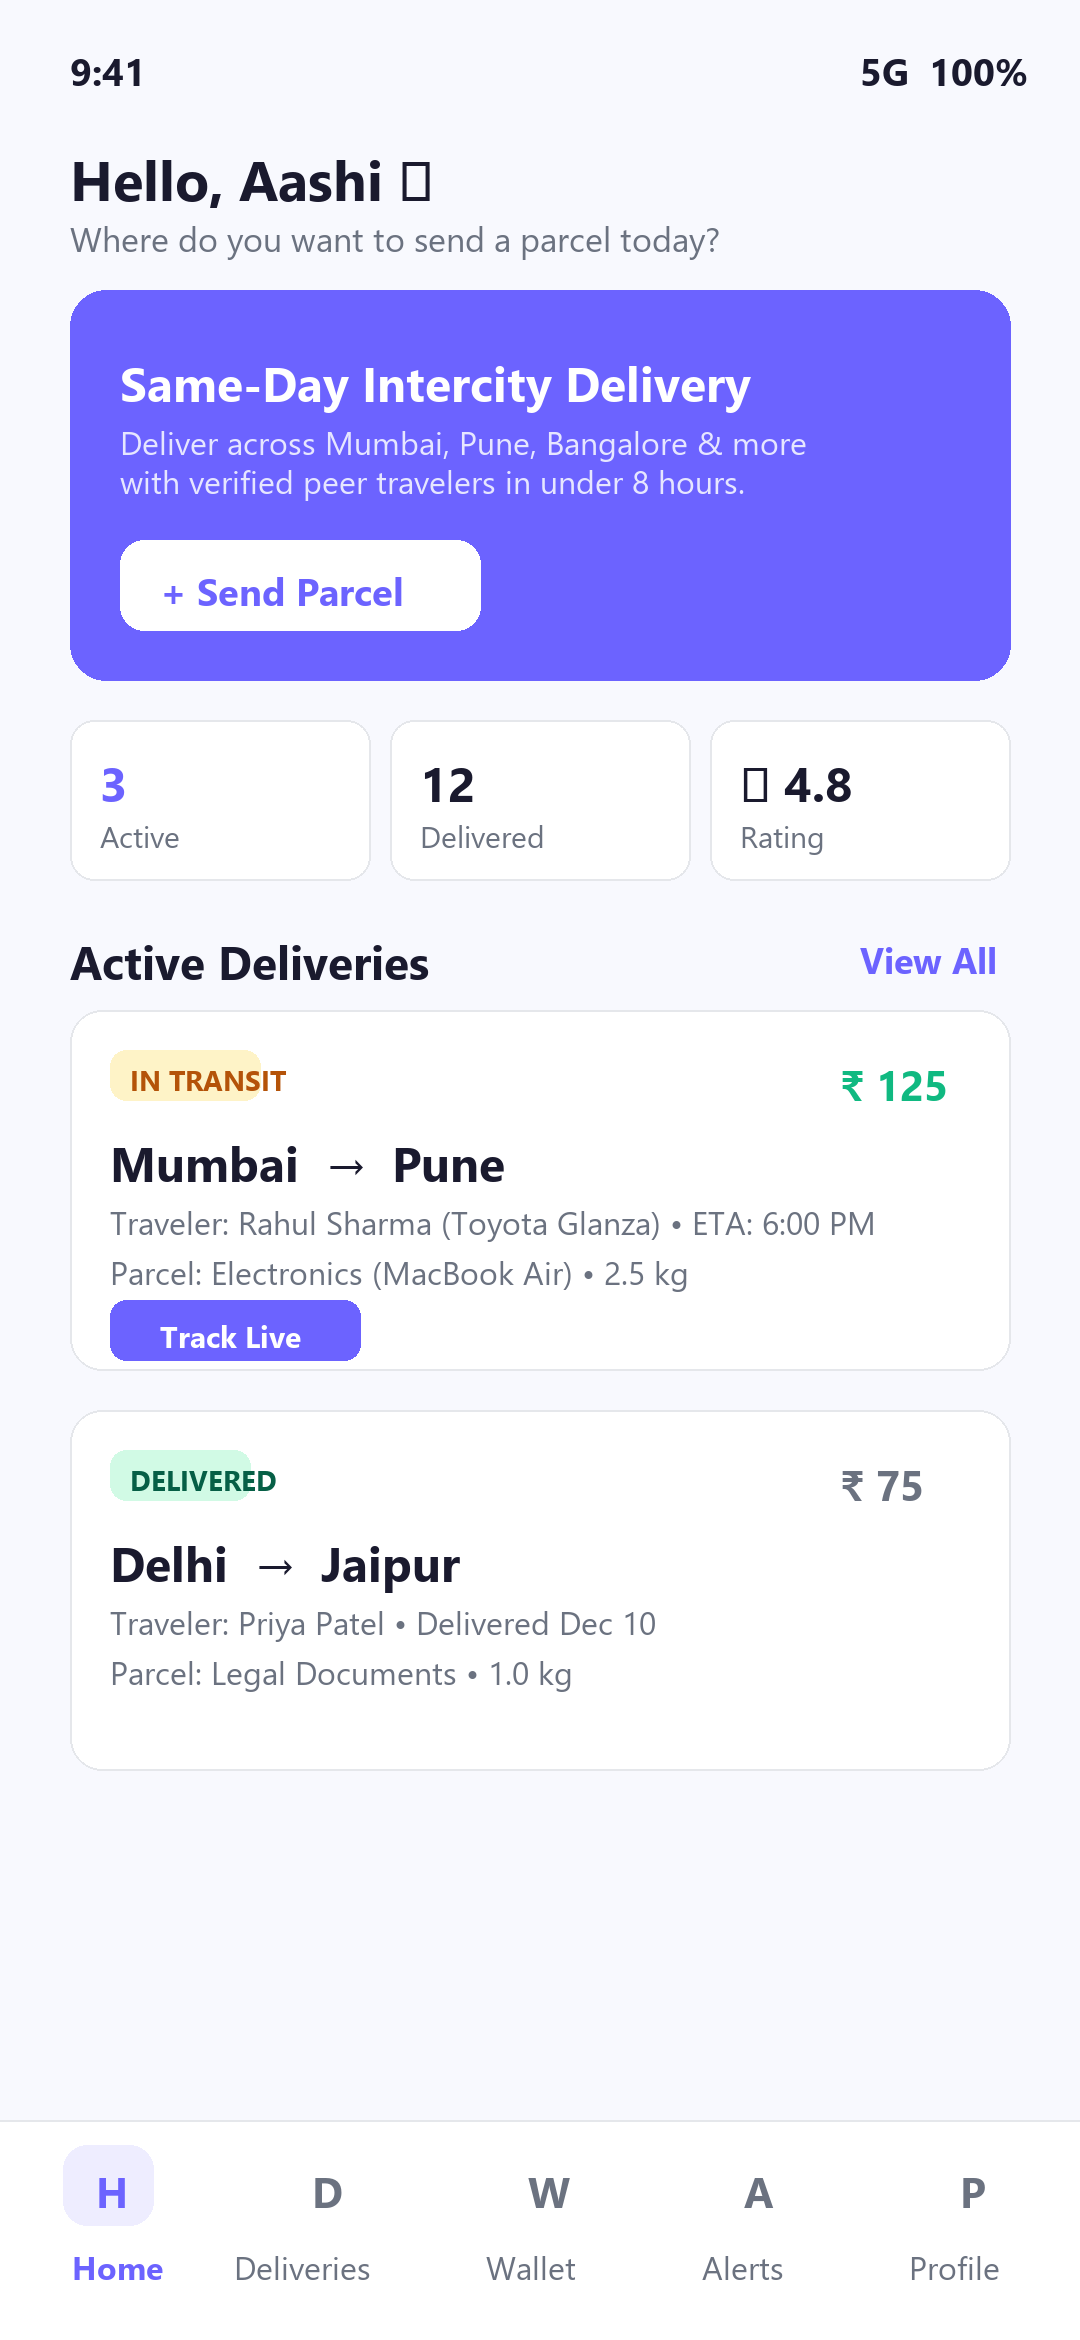 9:41 5G 100%
Hello, Aashi
Where do you want to send a parcel today?
Same-Day Intercity Delivery
Deliver across Mumbai, Pune, Bangalore & more
with verified peer travelers in under 8 hours.
+ Send Parcel
3 12 4.8
Active Delivered Rating
Active Deliveries View All
IN TRANSIT ₹ 125
Mumbai → Pune
Traveler: Rahul Sharma (Toyota Glanza) • ETA: 6:00 PM
Parcel: Electronics (MacBook Air) • 2.5 kg
Track Live
DELIVERED ₹ 75
Delhi → Jaipur
Traveler: Priya Patel • Delivered Dec 10
Parcel: Legal Documents • 1.0 kg
H D W A P
Home Deliveries Wallet Alerts Profile